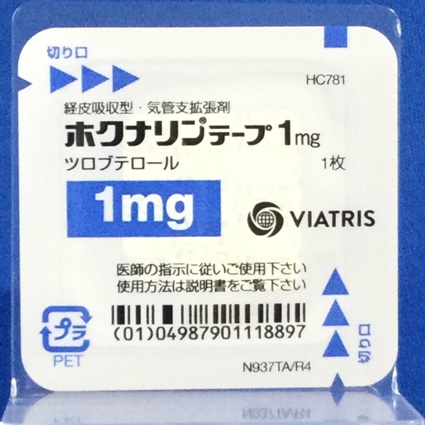 切り口
HC781
経皮吸収型・気管支拡張剤
ホクナリンテープ1mg
ツロブテロール 1枚
1mg
VIATRIS
医師の指示に従いご使用下さい
使用方法は説明書をご覧下さい
(01)04987901118897
プラ
PET
切り口
N937TA/R4